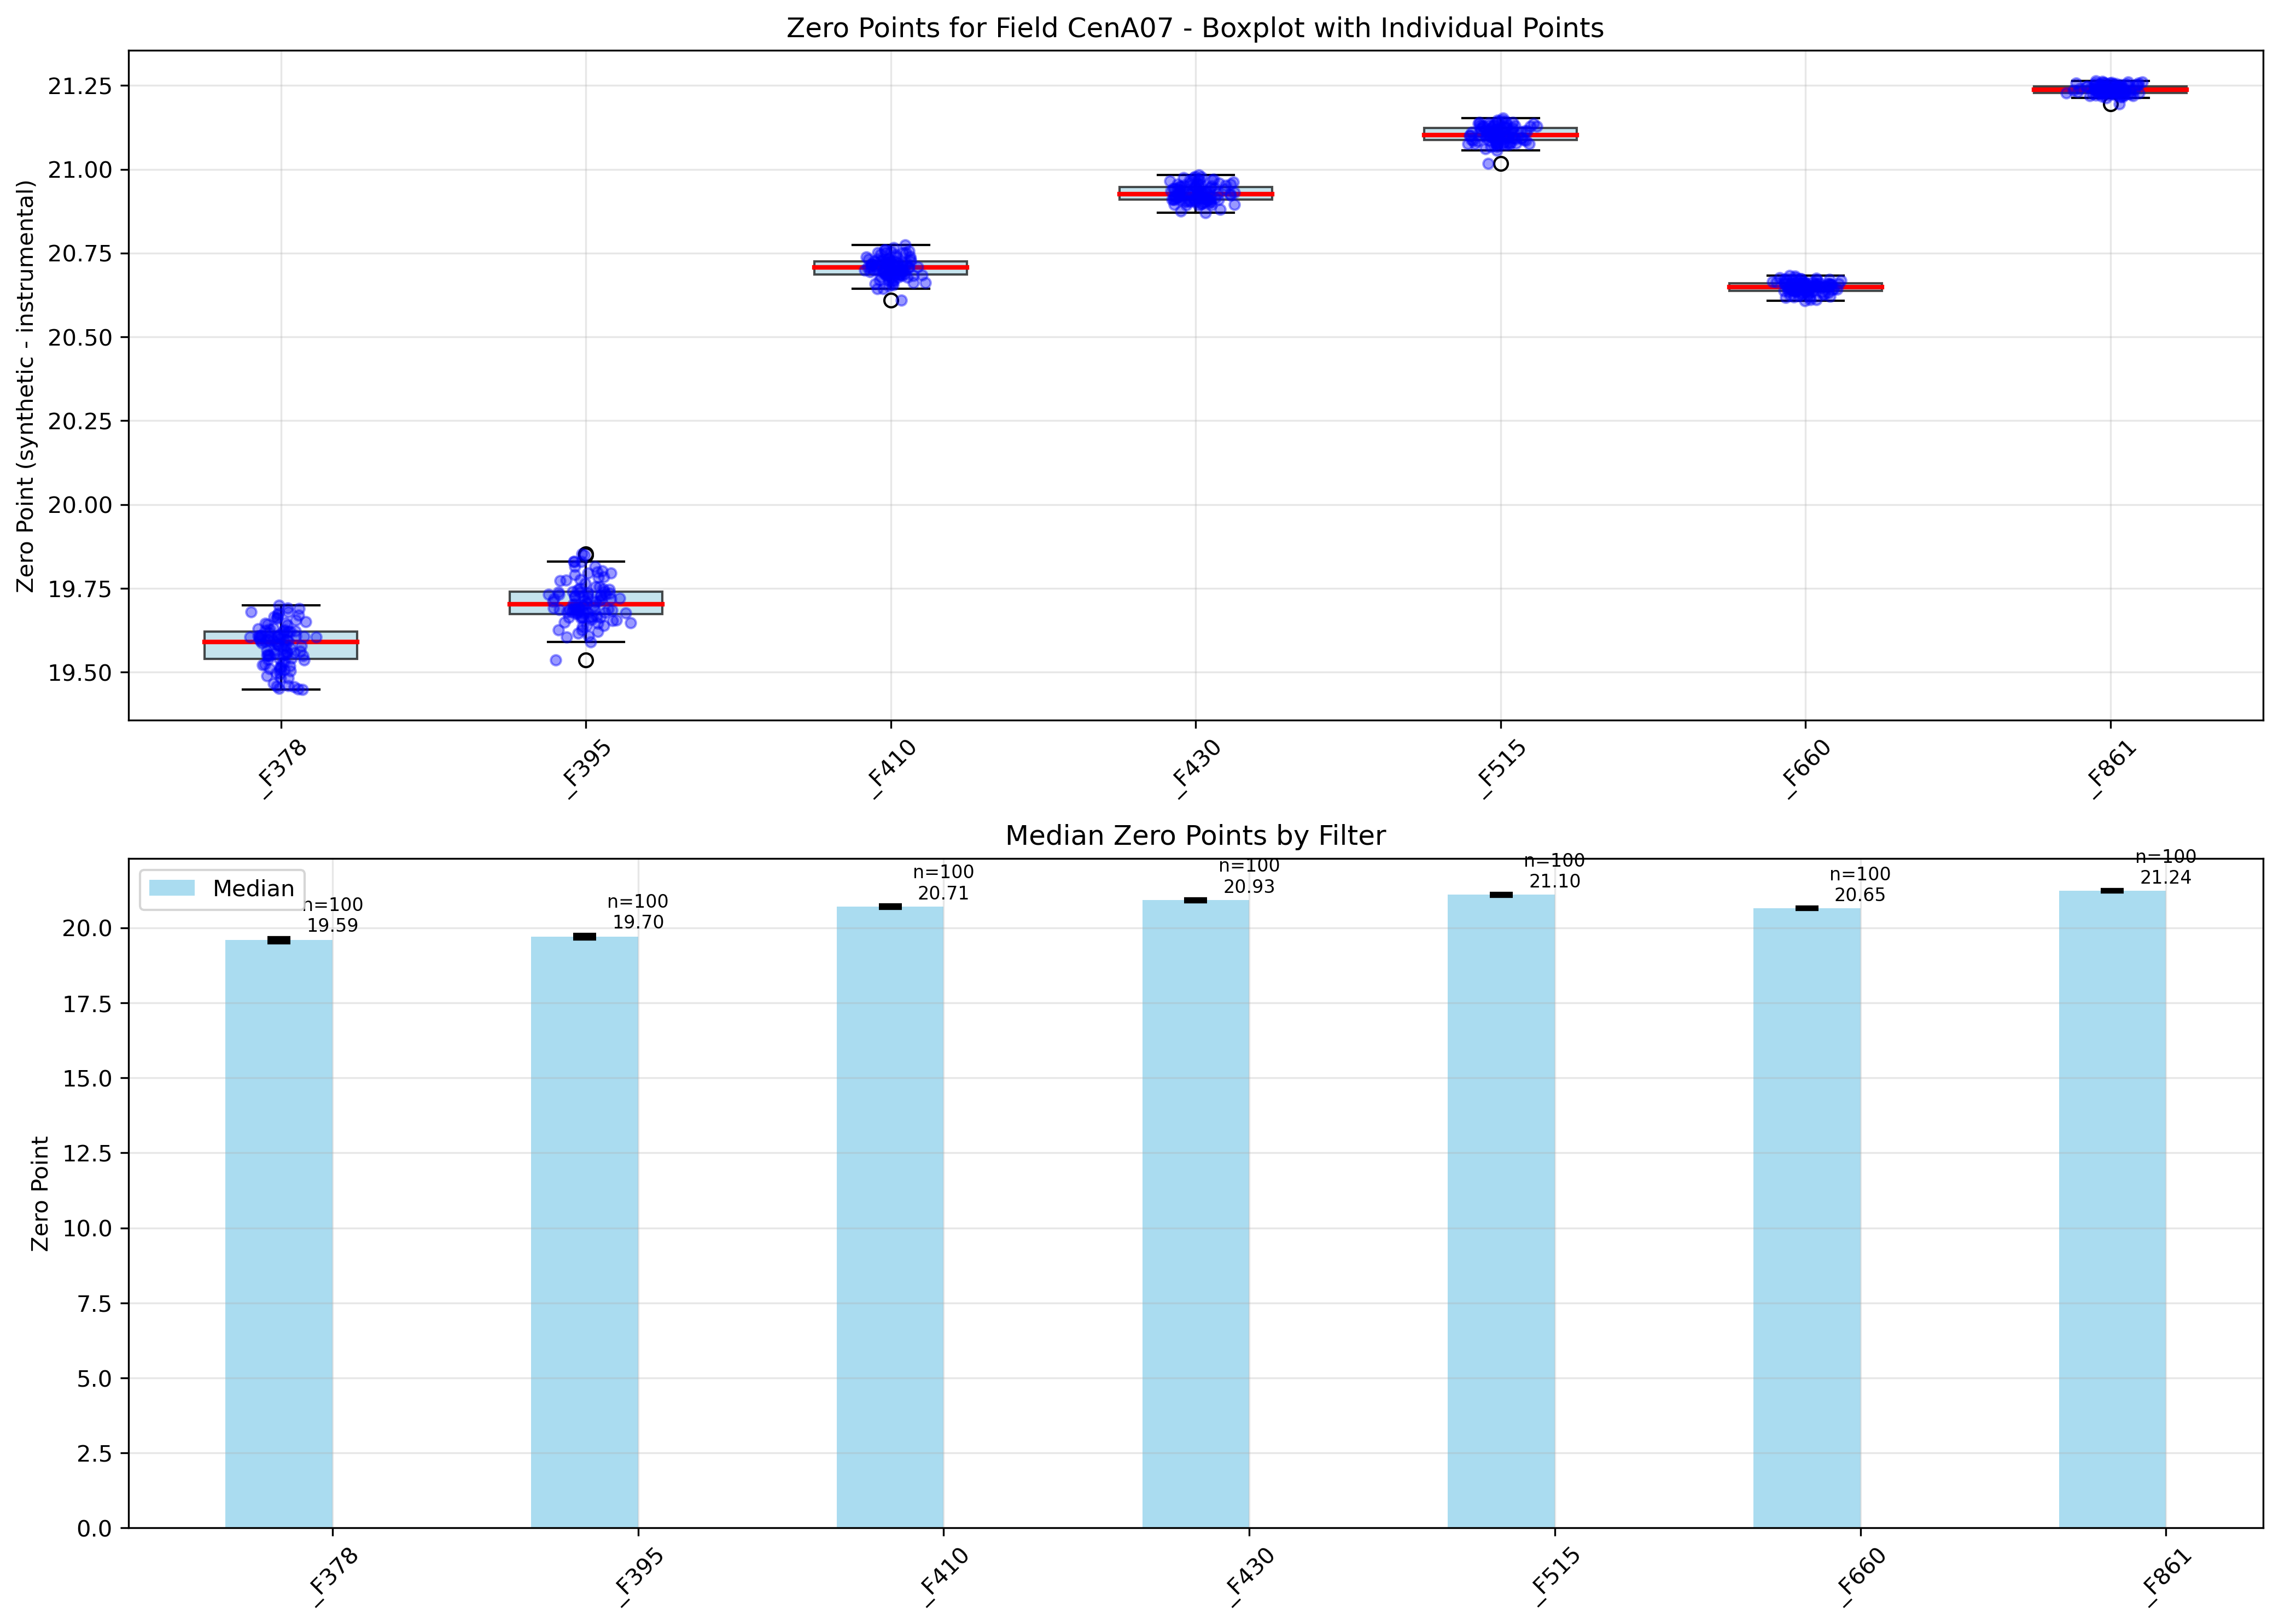 Zero Points for Field CenA07 - Boxplot with Individual Points
Zero Point (synthetic - instrumental)
21.25
21.00
20.75
20.50
20.25
20.00
19.75
19.50
_F378
_F395
_F410
_F430
_F515
_F660
_F861
Median Zero Points by Filter
Zero Point
Median
n=100
19.59
n=100
19.70
n=100
20.71
n=100
20.93
n=100
21.10
n=100
20.65
n=100
21.24
20.0
17.5
15.0
12.5
10.0
7.5
5.0
2.5
0.0
_F378
_F395
_F410
_F430
_F515
_F660
_F861